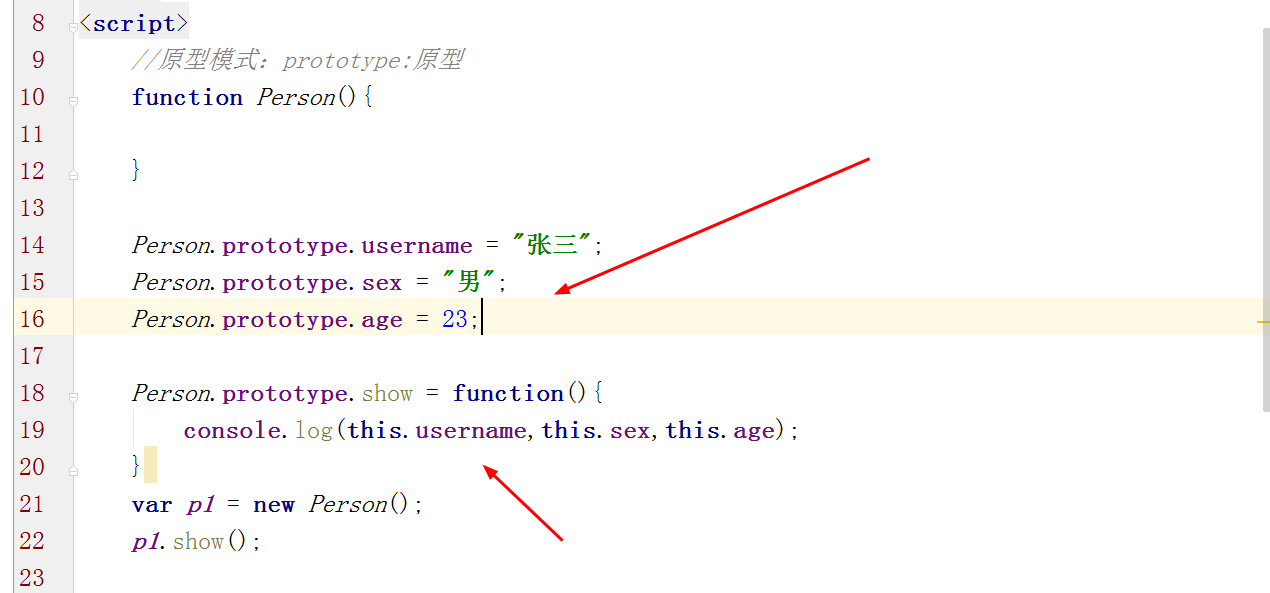 8 <script>
9 //原型模式：prototype:原型
10 function Person(){
11
12 }
13
14 Person.prototype.username = "张三";
15 Person.prototype.sex = "男";
16 Person.prototype.age = 23;
17
18 Person.prototype.show = function(){
19 console.log(this.username,this.sex,this.age);
20 }
21 var p1 = new Person();
22 p1.show();
23